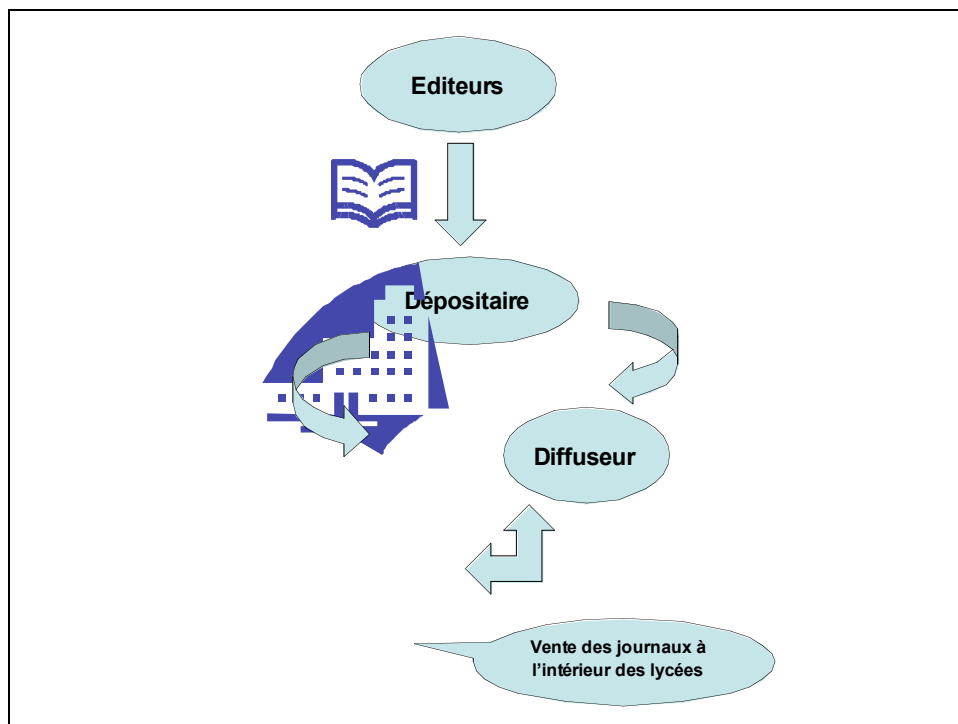 Editeurs
Dépositaire
Diffuseur
Vente des journaux à
l’intérieur des lycées